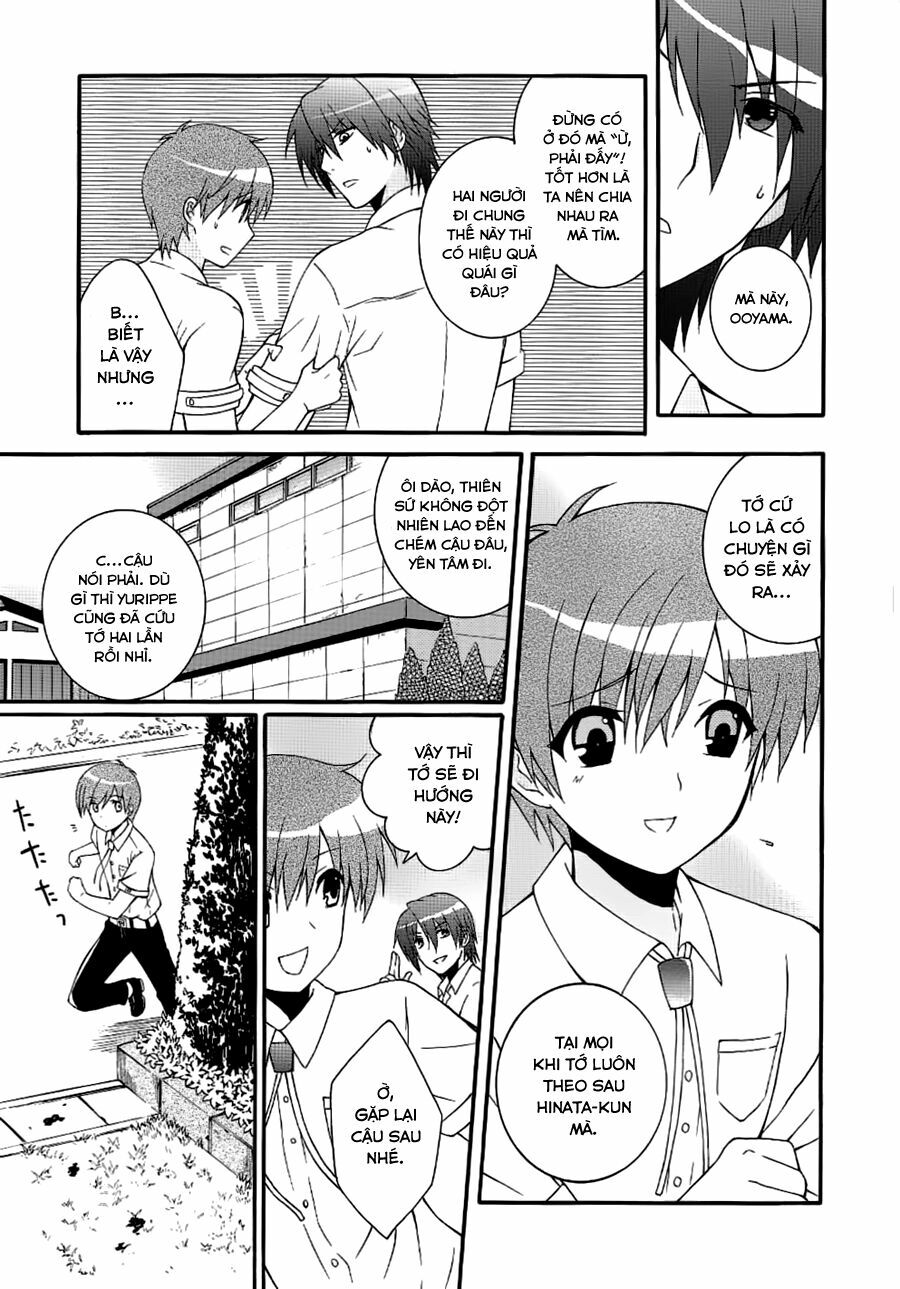 MÀ NÀY,
OOYAMA.
ĐỪNG CÓ
Ở ĐÓ MÀ "Ừ,
PHẢI ĐẤY"!
TỐT HƠN LÀ
TA NÊN CHIA
NHAU RA
MÀ TÌM.
HAI NGƯỜI
ĐI CHUNG
THẾ NÀY THÌ
CÓ HIỆU QUẢ
QUÁI GÌ
ĐÂU?
B...
BIẾT
LÀ VẬY
NHƯNG
...
TỚ CỨ
LO LÀ CÓ
CHUYỆN GÌ
ĐÓ SẼ XẢY
RA...
TẠI MỌI
KHI TỚ LUÔN
THEO SAU
HINATA-KUN
MÀ.
ÔI DÀO, THIÊN
SỨ KHÔNG ĐỘT
NHIÊN LAO ĐẾN
CHÉM CẬU ĐÂU,
YÊN TÂM ĐI.
C...CẬU
NÓI PHẢI. DÙ
GÌ THÌ YURIPPE
CŨNG ĐÃ CỨU
TỚ HAI LẦN
RỒI NHỈ.
VẬY THÌ
TỚ SẼ ĐI
HƯỚNG
NÀY!
Ở,
GẶP LẠI
CẬU SAU
NHÉ.
たたたっ